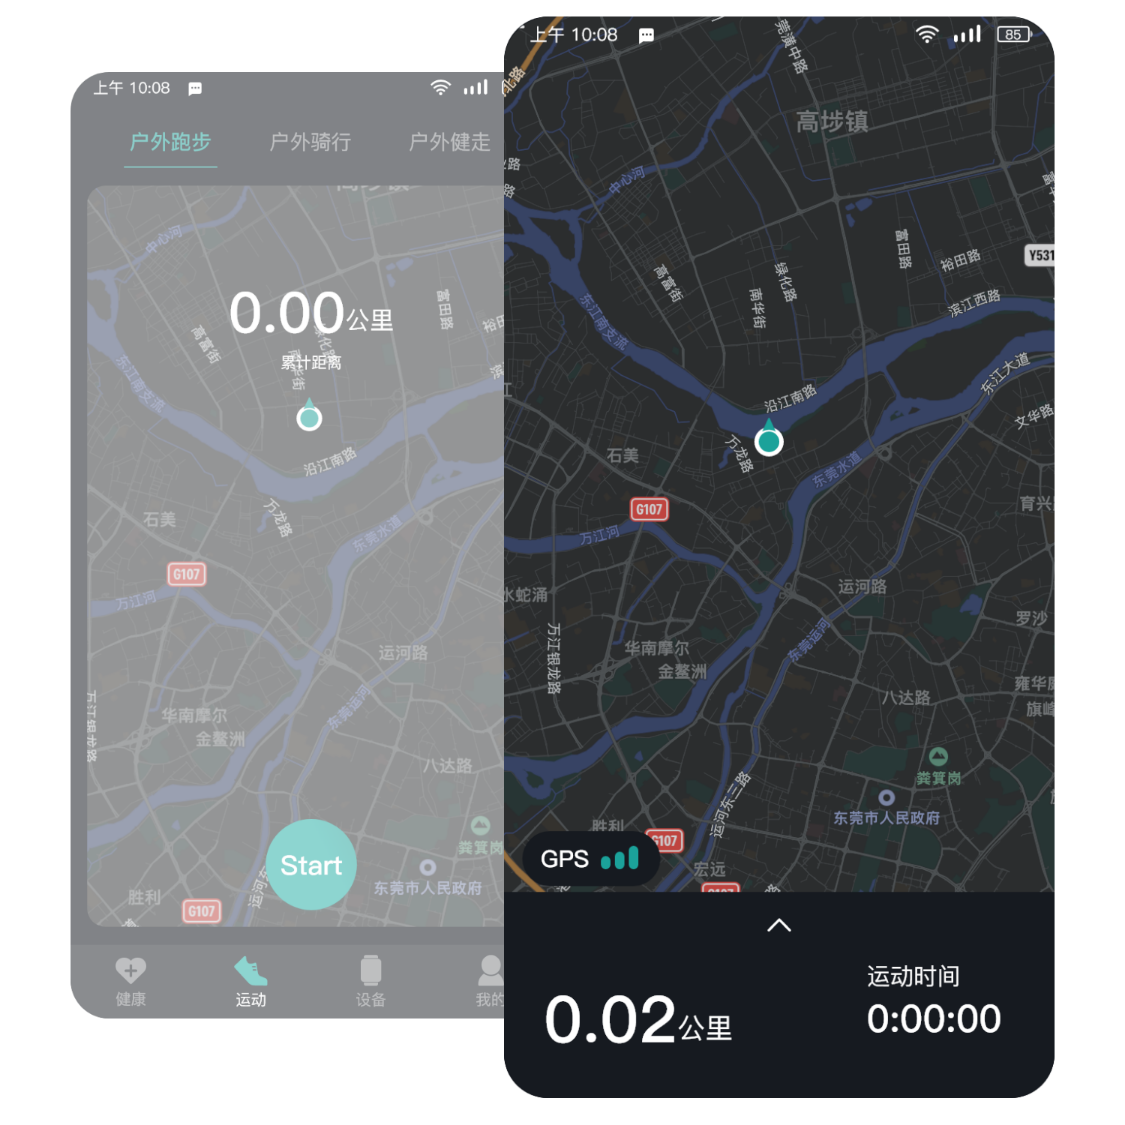 上午 10:08
户外跑步
户外骑行
户外健走
中心河
0.00公里
累计距离
富田路
高富街
绿化路
南华街
东江南支流
沿江南路
万龙路
石美
东莞水道
G107
万江河
运河路
万江银龙路
华南摩尔
金鳌洲
东莞运河
八达路
粪箕岗
Start
东莞市人民政府
胜利
G107
健康
运动
设备
我的
上午 10:08
85
莞潢中路
高埗镇
中心河
富田路
裕田路
Y531
高富街
绿化路
南华街
滨江西路
东江南支流
东江大道
沿江南路
文华路
万龙路
石美
东莞水道
G107
育兴
万江河
运河路
水蛇涌
罗沙
万江银龙路
华南摩尔
金鳌洲
东莞运河
雍华
八达路
旗峰
粪箕岗
东莞市人民政府
运河东三路
胜利
G107
GPS
宏远
G107
运动时间
0.02公里
0:00:00